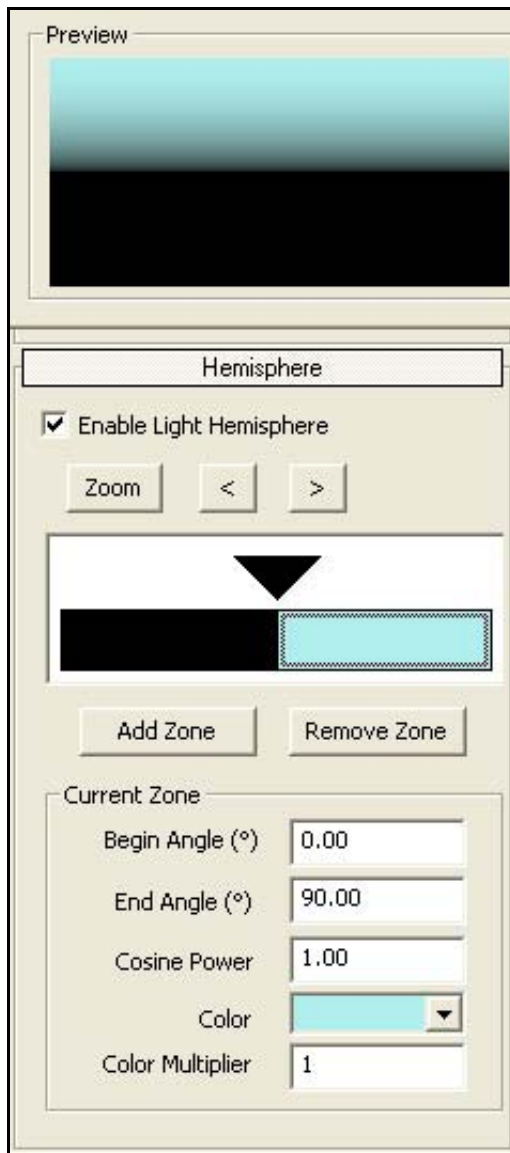 Preview
Hemisphere
Enable Light Hemisphere
Zoom < >
Add Zone Remove Zone
Current Zone
Begin Angle (°) 0.00
End Angle (°) 90.00
Cosine Power 1.00
Color
Color Multiplier 1